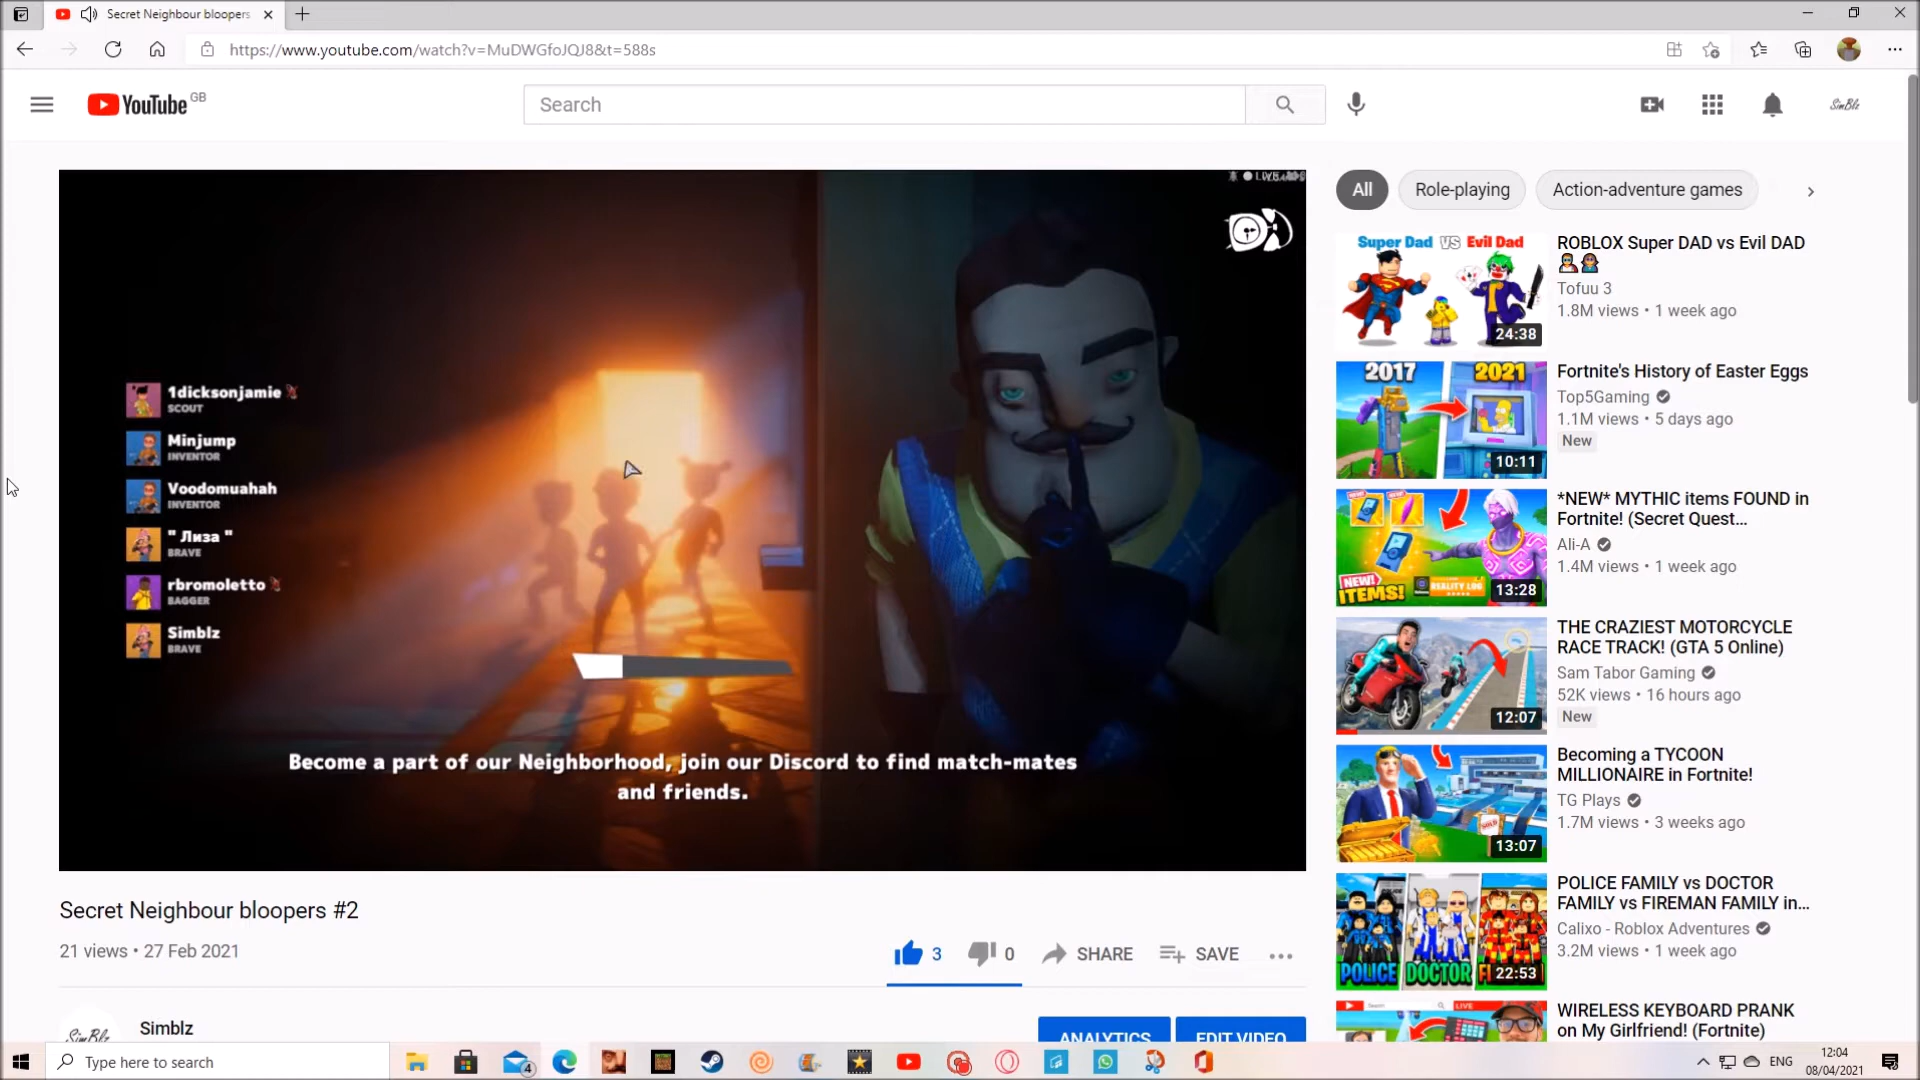 Secret Neighbour bloopers
https://www.youtube.com/watch?v=MuDWGfoJQJ8&t=588s
YouTube GB
Search
SimBlz
All
Role-playing
Action-adventure games
1dicksonjamie
SCOUT
Minjump
INVENTOR
Voodomuahah
INVENTOR
" Лиза "
BRAVE
rbromoletto
BAGGER
Simblz
BRAVE
Become a part of our Neighborhood, join our Discord to find match-mates
and friends.
Secret Neighbour bloopers #2
21 views • 27 Feb 2021
3
0
SHARE
SAVE
SimBlz
Simblz
ANALYTICS
EDIT VIDEO
Super Dad VS Evil Dad
24:38
ROBLOX Super DAD vs Evil DAD
Tofuu 3
1.8M views • 1 week ago
2017
2021
10:11
Fortnite's History of Easter Eggs
Top5Gaming
1.1M views • 5 days ago
New
NEW!
ITEMS!
REALITY LOG
13:28
*NEW* MYTHIC items FOUND in
Fortnite! (Secret Quest...
Ali-A
1.4M views • 1 week ago
12:07
THE CRAZIEST MOTORCYCLE
RACE TRACK! (GTA 5 Online)
Sam Tabor Gaming
52K views • 16 hours ago
New
SOLD
13:07
Becoming a TYCOON
MILLIONAIRE in Fortnite!
TG Plays
1.7M views • 3 weeks ago
POLICE
DOCTOR
22:53
POLICE FAMILY vs DOCTOR
FAMILY vs FIREMAN FAMILY in...
Calixo - Roblox Adventures
3.2M views • 1 week ago
Search
LIVE
WIRELESS KEYBOARD PRANK
on My Girlfriend! (Fortnite)
Type here to search
4
ENG
12:04
08/04/2021